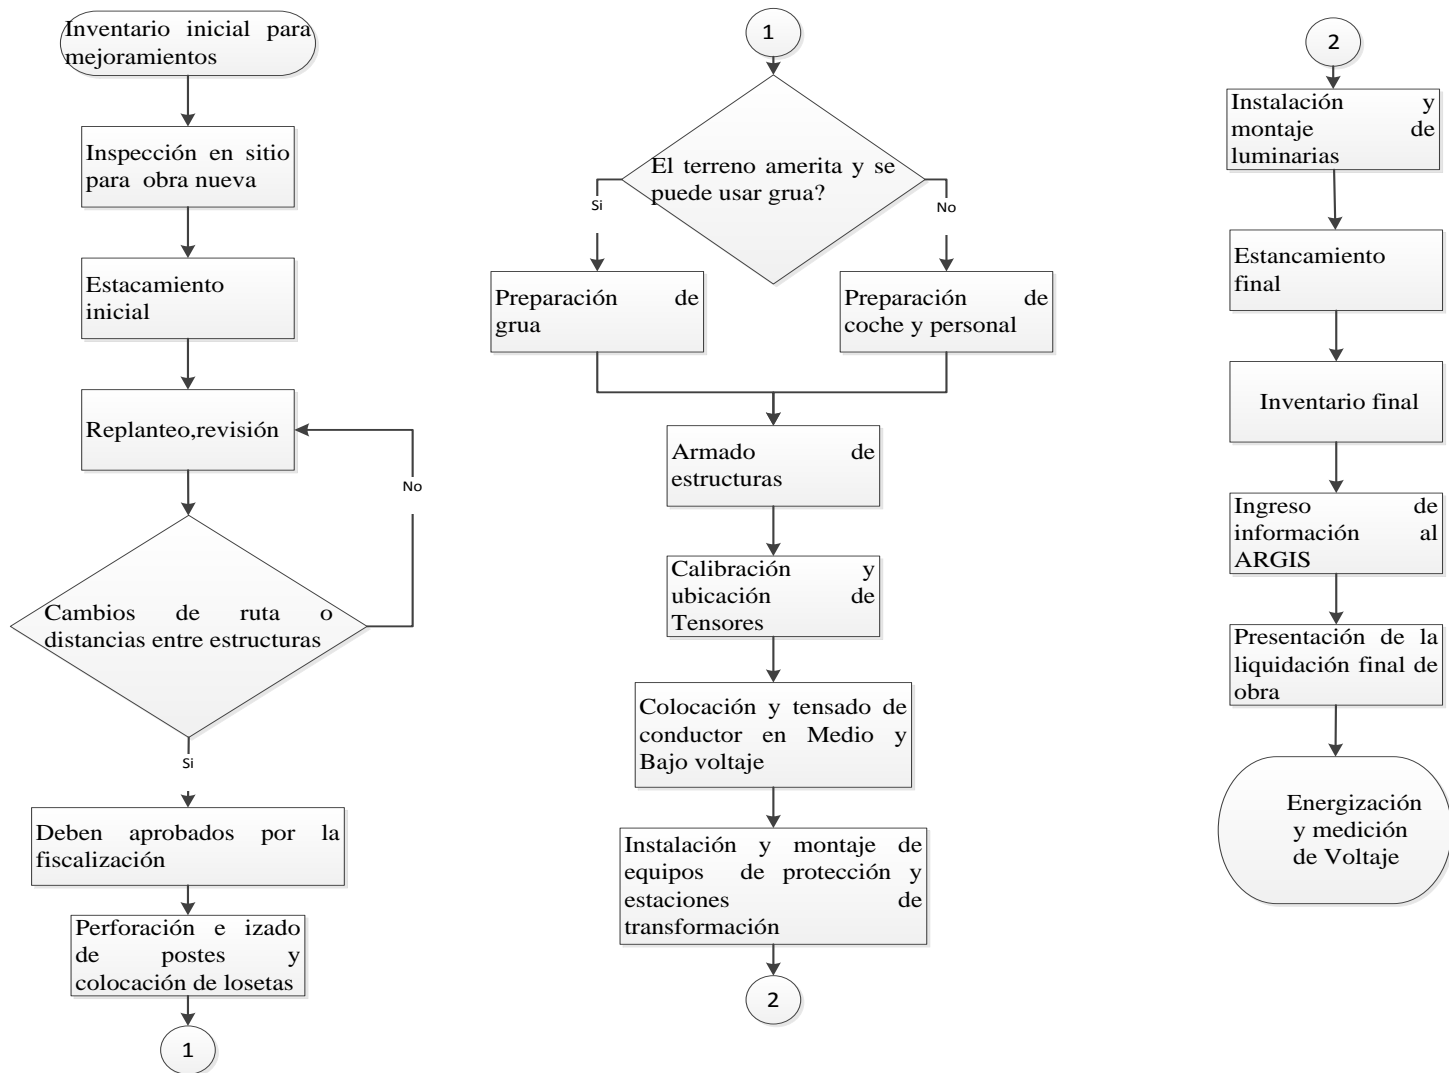 Inventario inicial para
mejoramientos
Inspección en sitio
para obra nueva
Estacamiento
inicial
Replanteo,revisión
No
Cambios de ruta o
distancias entre estructuras
Si
Deben aprobados por la
fiscalización
Perforación e izado
de postes y
colocación de losetas
1
1
El terreno amerita y se
puede usar grua?
Si
No
Preparación de
grua
Preparación de
coche y personal
Armado de
estructuras
Calibración y
ubicación de
Tensores
Colocación y tensado de
conductor en Medio y
Bajo voltaje
Instalación y montaje de
equipos de protección y
estaciones de
transformación
2
2
Instalación y
montaje de
luminarias
Estancamiento
final
Inventario final
Ingreso de
información al
ARGIS
Presentación de la
liquidación final de
obra
Energización
y medición
de Voltaje